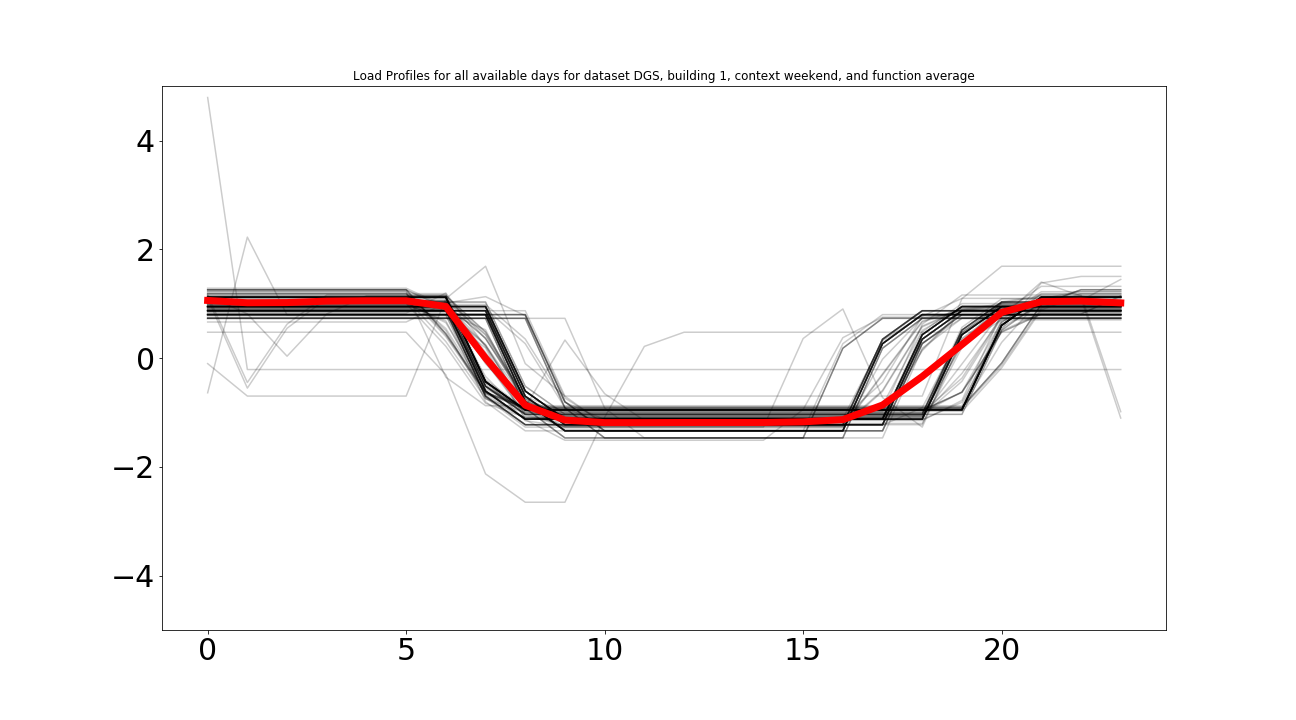 Load Profiles for all available days for dataset DGS, building 1, context weekend, and function average
4
2
0
−2
−4
0 5 10 15 20